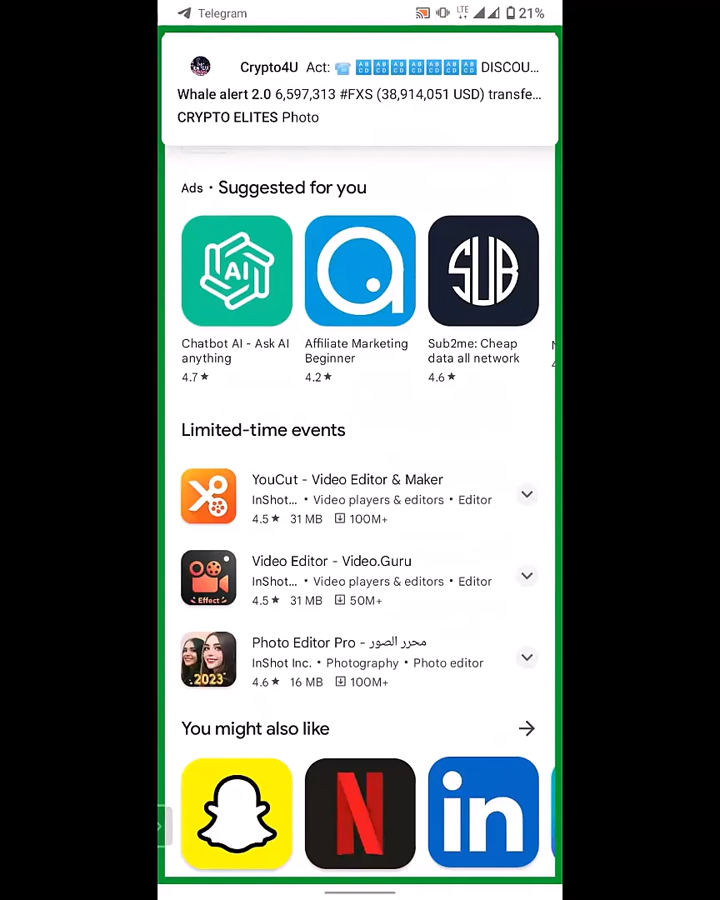 Telegram LTE 21%
Crypto4U Act: ☎ 🔠🔠🔠🔠🔠🔠🔠 DISCOU...
Whale alert 2.0 6,597,313 #FXS (38,914,051 USD) transfe...
CRYPTO ELITES Photo
Ads • Suggested for you
AI
SUB
Chatbot AI - Ask AI anything
4.7★
Affiliate Marketing Beginner
4.2★
Sub2me: Cheap data all network
4.6★
Limited-time events
YouCut - Video Editor & Maker
InShot... • Video players & editors • Editor
4.5★ 31 MB 100M+
Effect
Video Editor - Video.Guru
InShot... • Video players & editors • Editor
4.5★ 31 MB 50M+
2023
Photo Editor Pro - محرر الصور
InShot Inc. • Photography • Photo editor
4.6★ 16 MB 100M+
You might also like
N
in